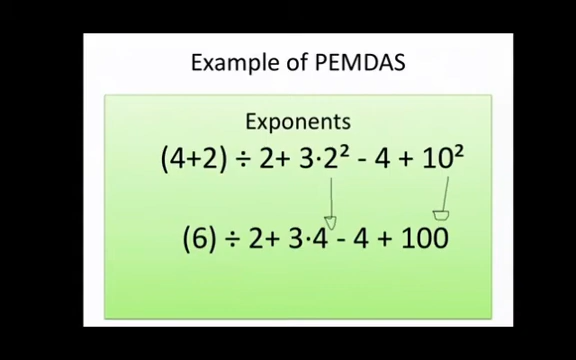 Example of PEMDAS
Exponents
(4+2) ÷ 2+ 3·2² - 4 + 10²
(6) ÷ 2+ 3·4 - 4 + 100